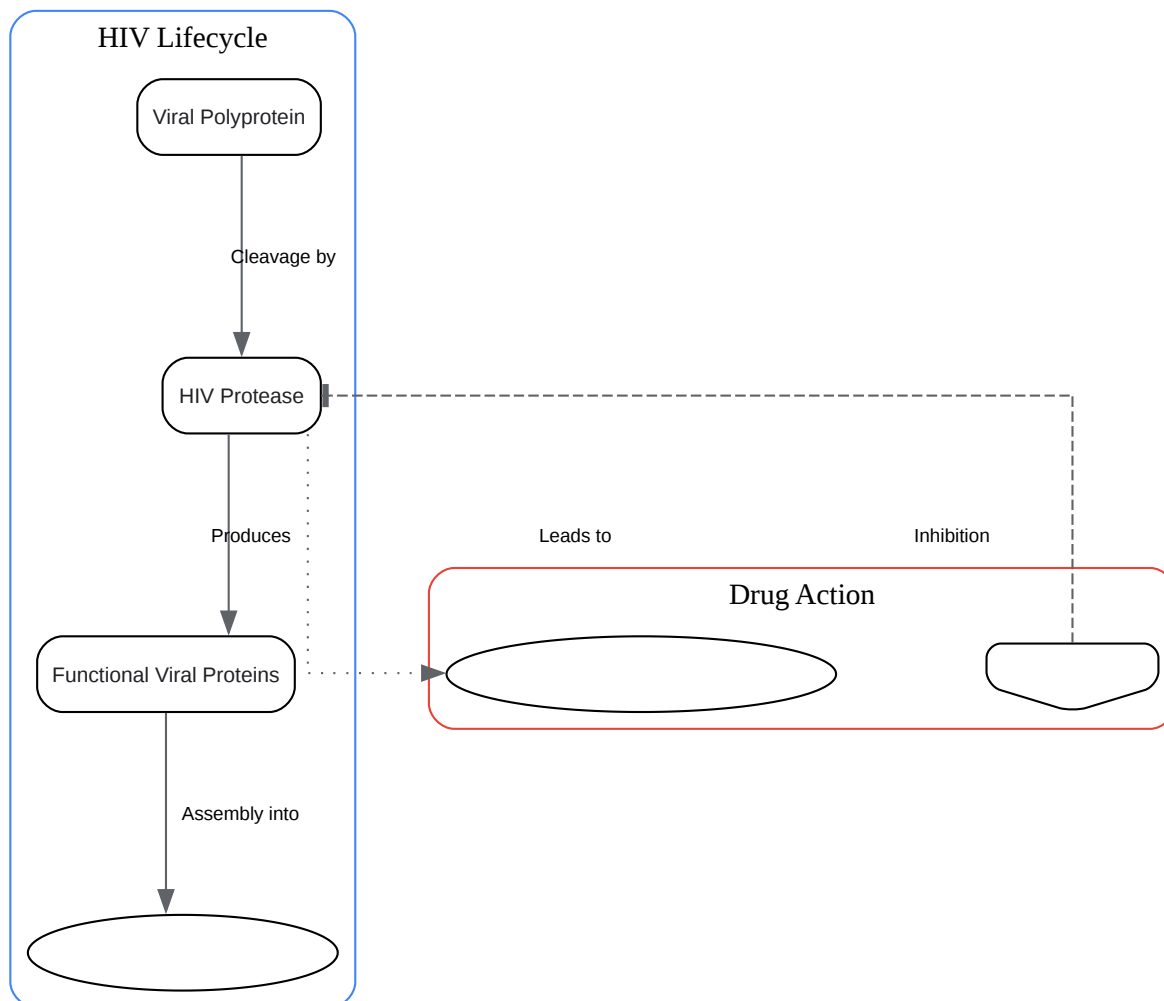 HIV Lifecycle
Viral Polyprotein
Cleavage by
HIV Protease
Produces
Leads to
Inhibition
Drug Action
Functional Viral Proteins
Assembly into